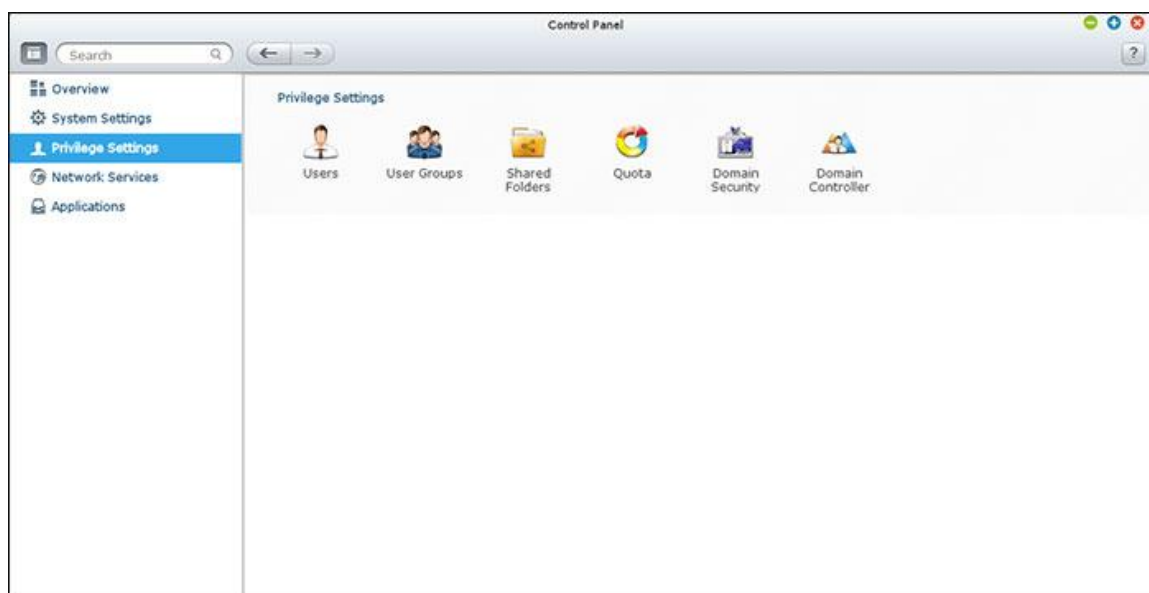 Control Panel
Search
?
Overview
System Settings
Privilege Settings
Network Services
Applications
Privilege Settings
Users
User Groups
Shared
Folders
Quota
Domain
Security
Domain
Controller